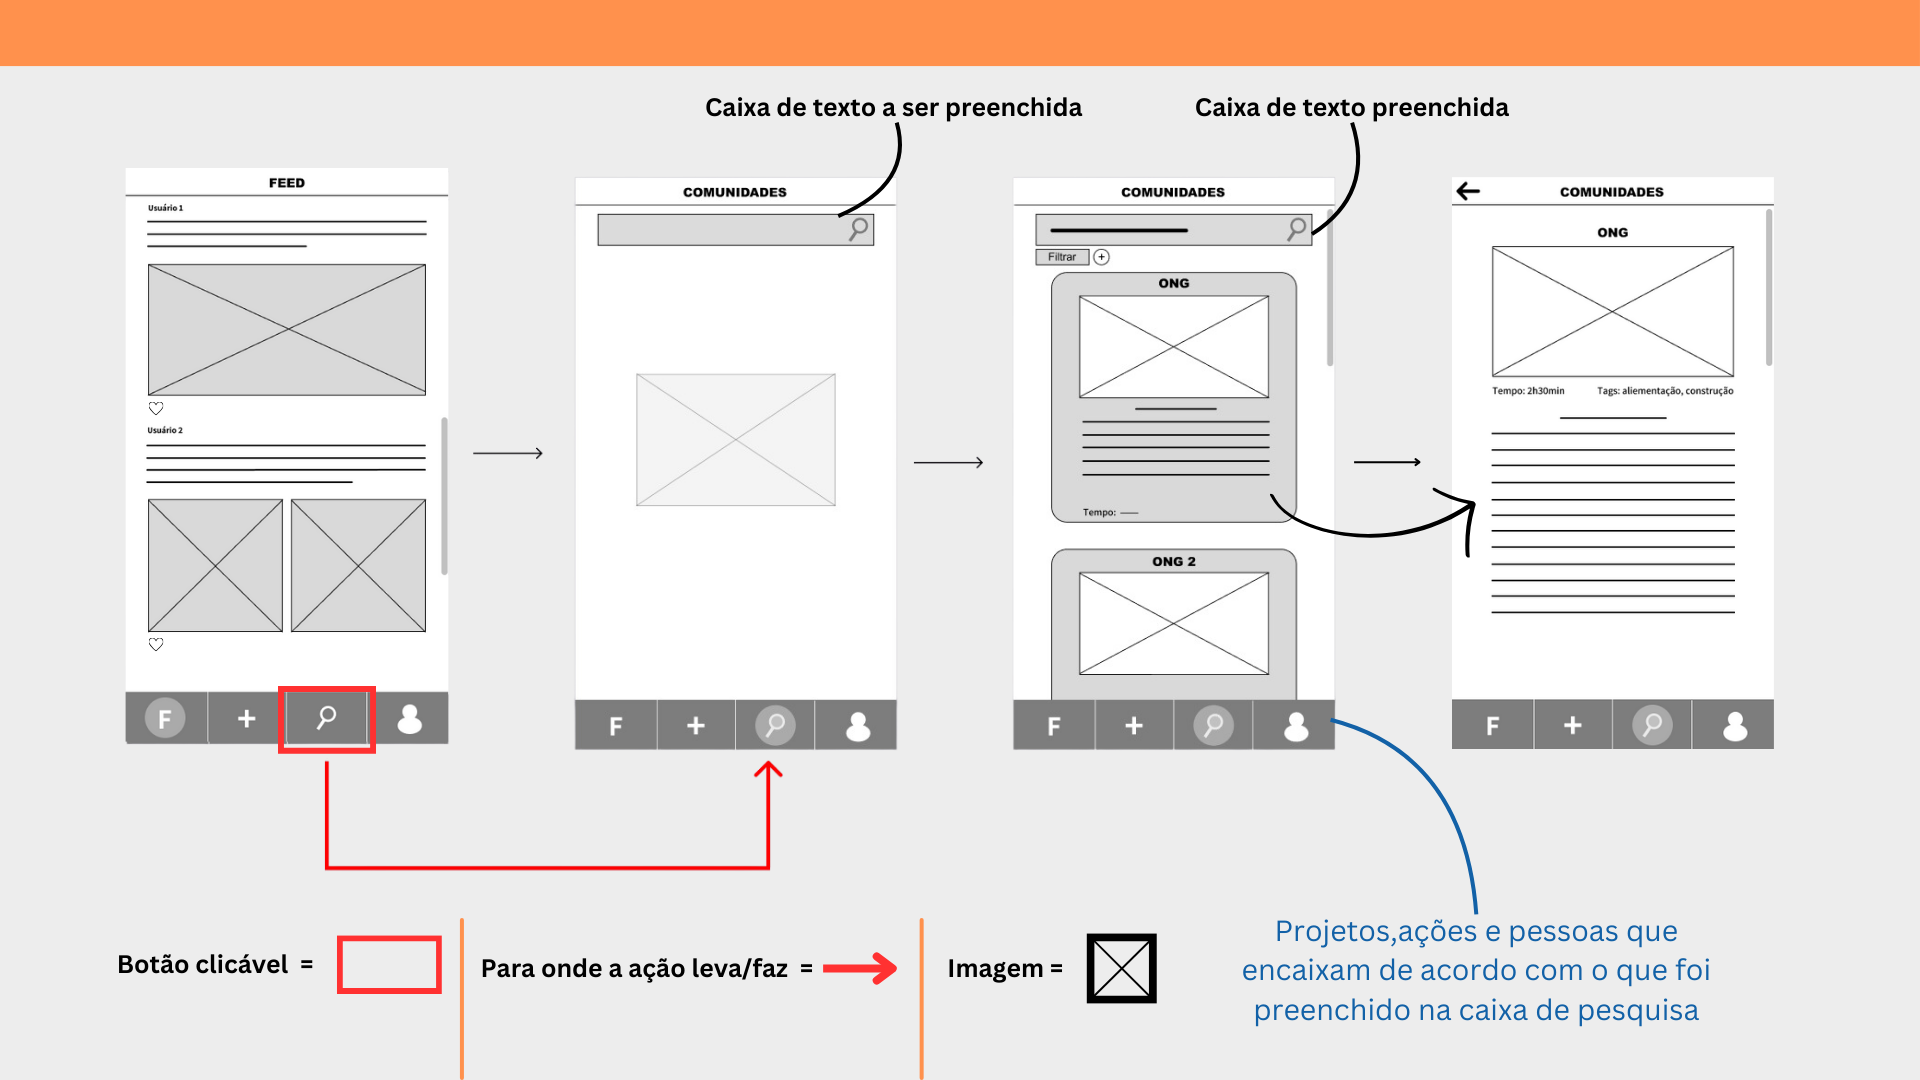 Caixa de texto a ser preenchida
Caixa de texto preenchida
FEED
Usuário 1
Usuário 2
F
COMUNIDADES
F
COMUNIDADES
Filtrar
ONG
Tempo:
ONG 2
F
COMUNIDADES
ONG
Tempo: 2h30min
Tags: aliementação, construção
F
Botão clicável =
Para onde a ação leva/faz =
Imagem =
Projetos,ações e pessoas que
encaixam de acordo com o que foi
preenchido na caixa de pesquisa